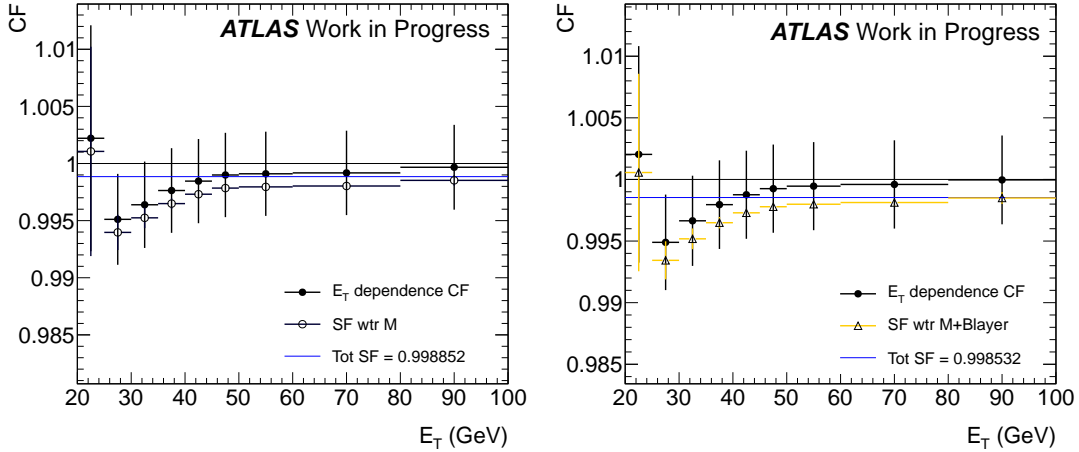 CF
ATLAS Work in Progress
1.01
1.005
1
0.995
0.99
0.985
E_T dependence CF
SF wtr M
Tot SF = 0.998852
20 30 40 50 60 70 80 90 100
E_T (GeV)
CF
ATLAS Work in Progress
1.01
1.005
1
0.995
0.99
0.985
E_T dependence CF
SF wtr M+Blayer
Tot SF = 0.998532
20 30 40 50 60 70 80 90 100
E_T (GeV)